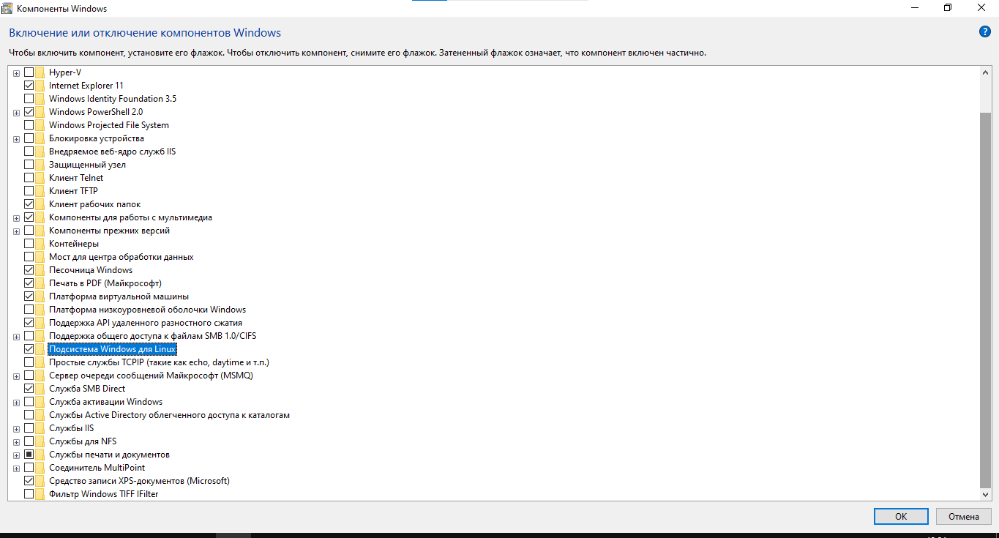 Компоненты Windows
Включение или отключение компонентов Windows
?
Чтобы включить компонент, установите его флажок. Чтобы отключить компонент, снимите его флажок. Затененный флажок означает, что компонент включен частично.
Hyper-V
Internet Explorer 11
Windows Identity Foundation 3.5
Windows PowerShell 2.0
Windows Projected File System
Блокировка устройства
Внедряемое веб-ядро служб IIS
Защищенный узел
Клиент Telnet
Клиент TFTP
Клиент рабочих папок
Компоненты для работы с мультимедиа
Компоненты прежних версий
Контейнеры
Мост для центра обработки данных
Песочница Windows
Печать в PDF (Майкрософт)
Платформа виртуальной машины
Платформа низкоуровневой оболочки Windows
Поддержка API удаленного разностного сжатия
Поддержка общего доступа к файлам SMB 1.0/CIFS
Подсистема Windows для Linux
Простые службы TCPIP (такие как echo, daytime и т.п.)
Сервер очереди сообщений Майкрософт (MSMQ)
Служба SMB Direct
Служба активации Windows
Службы Active Directory облегченного доступа к каталогам
Службы IIS
Службы для NFS
Службы печати и документов
Соединитель MultiPoint
Средство записи XPS-документов (Microsoft)
Фильтр Windows TIFF IFilter
ОК
Отмена